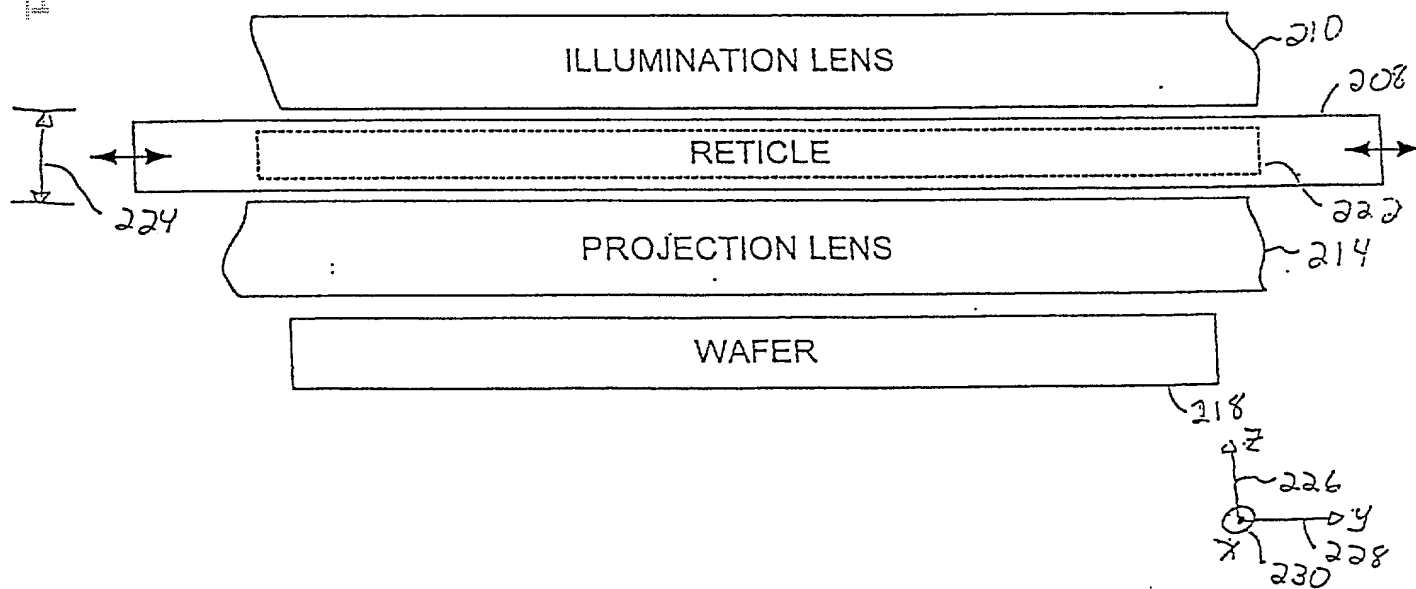 ILLUMINATION LENS
210
208
RETICLE
224
222
PROJECTION LENS
214
WAFER
218
Z
226
y
X
228
230